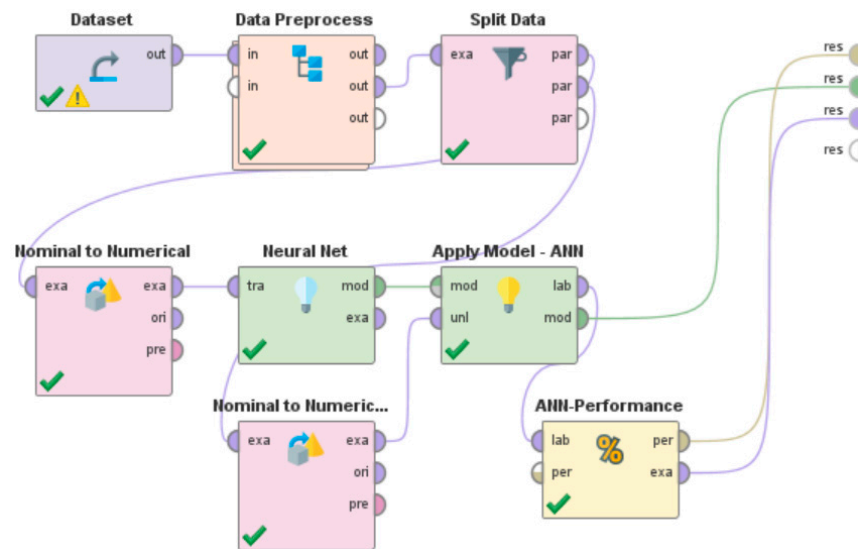 Dataset
out
Data Preprocess
in
in
out
out
out
Split Data
exa
par
par
par
res
res
res
res
Nominal to Numerical
exa
exa
ori
pre
Neural Net
tra
mod
exa
Apply Model - ANN
mod
unl
lab
mod
Nominal to Numeric...
exa
exa
ori
pre
ANN-Performance
lab
per
%
per
exa